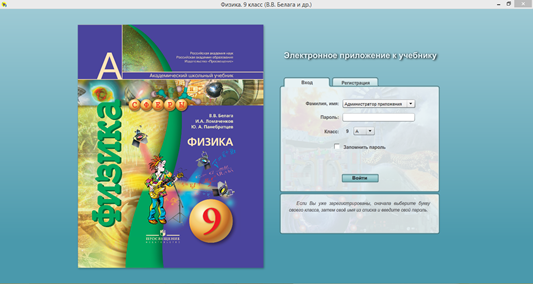 Физика. 9 класс (В.В. Белага и др.)
Российская академия наук
Российская академия образования
Издательство «Просвещение»
А
Академический школьный учебник
СФЕРЫ
физика
В.В. Белага
И.А. Ломаченков
Ю.А. Панебратцев
ФИЗИКА
9
ПРОСВЕЩЕНИЕ
ИЗДАТЕЛЬСТВО
Электронное приложение к учебнику
Вход
Регистрация
Фамилия, имя: Администратор приложения
Пароль:
Класс: 9 А
Запомнить пароль
Войти
Если Вы уже зарегистрированы, сначала выберите букву
своего класса, затем своё имя из списка и введите свой пароль.